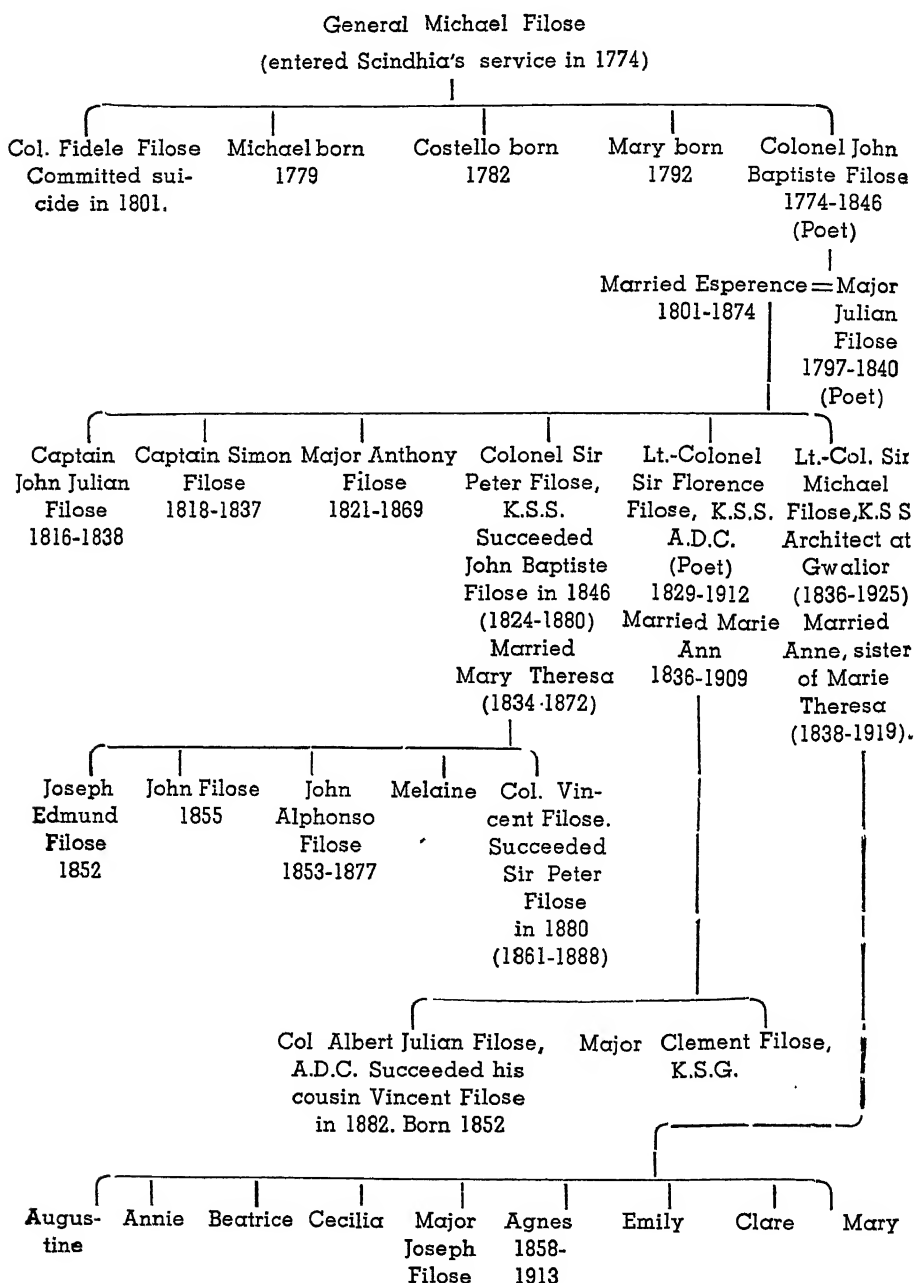 General Michael Filose
(entered Scindhia's service in 1774)
Col. Fidele Filose
Committed sui-
cide in 1801.
Michael born
1779
Costello born
1782
Mary born
1792
Colonel John
Baptiste Filose
1774-1846
(Poet)
Married Esperence = Major
1801-1874
Julian
Filose
1797-1840
(Poet)
Captain
John Julian
Filose
1816-1838
Captain Simon
Filose
1818-1837
Major Anthony
Filose
1821-1869
Colonel Sir
Peter Filose,
K.S.S.
Succeeded
John Baptiste
Filose in 1846
(1824-1880)
Married
Mary Theresa
(1834-1872)
Lt.-Colonel
Sir Florence
Filose, K.S.S.
A.D.C.
(Poet)
1829-1912
Married Marie
Ann
1836-1909
Lt.-Col. Sir
Michael
Filose,K.S S
Architect at
Gwalior
(1836-1925)
Married
Anne, sister
of Marie
Theresa
(1838-1919).
Joseph
Edmund
Filose
1852
John Filose
1855
John
Alphonso
Filose
1853-1877
Melaine
Col. Vin-
cent Filose.
Succeeded
Sir Peter
Filose
in 1880
(1861-1888)
Col Albert Julian Filose,
A.D.C. Succeeded his
cousin Vincent Filose
in 1882. Born 1852
Major Clement Filose,
K.S.G.
Augus-
tine
Annie
Beatrice
Cecilia
Major
Joseph
Filose
Agnes
1858-
1913
Emily
Clare
Mary